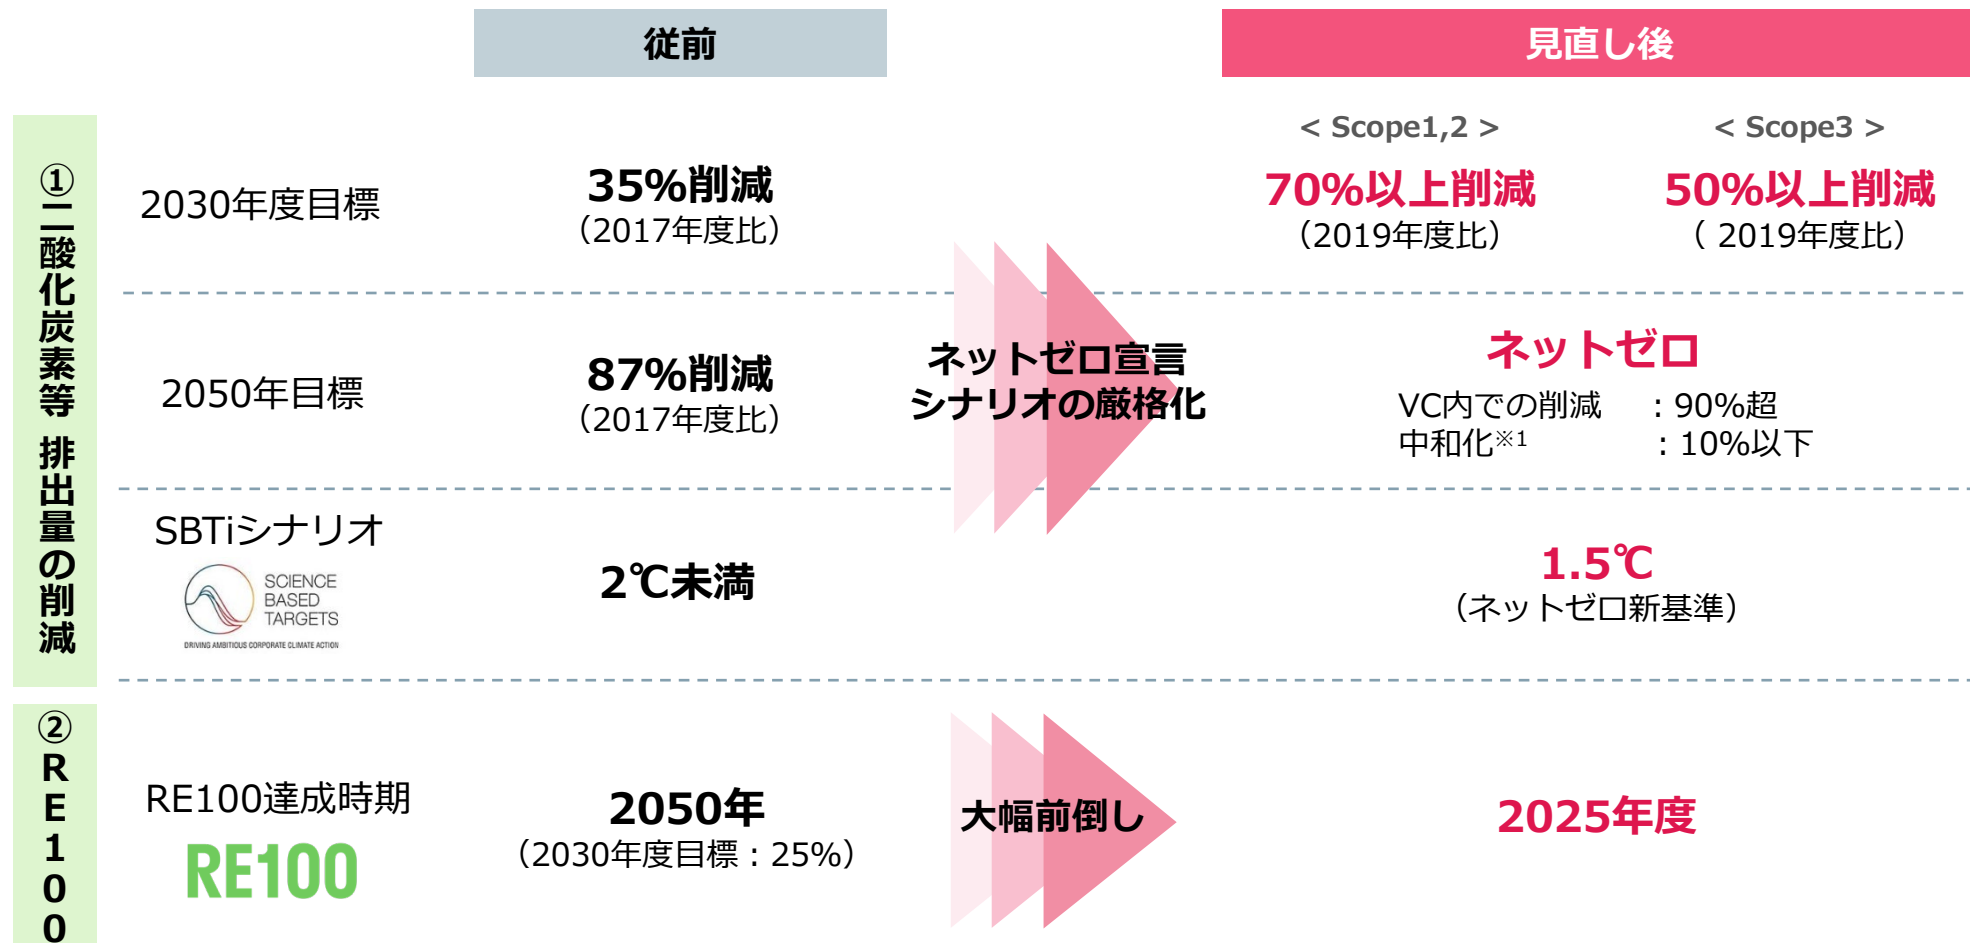 従前
見直し後
①二酸化炭素等 排出量の削減
< Scope1,2 >
< Scope3 >
2030年度目標
35%削減
（2017年度比）
70%以上削減
（2019年度比）
50%以上削減
（ 2019年度比）
2050年目標
87%削減
（2017年度比）
ネットゼロ宣言
シナリオの厳格化
ネットゼロ
VC内での削減 ：90%超
中和化※1 ：10%以下
SBTiシナリオ
SCIENCE
BASED
TARGETS
DRIVING AMBITIOUS CORPORATE CLIMATE ACTION
2℃未満
1.5℃
（ネットゼロ新基準）
②RE100
RE100達成時期
RE100
2050年
（2030年度目標：25%）
大幅前倒し
2025年度